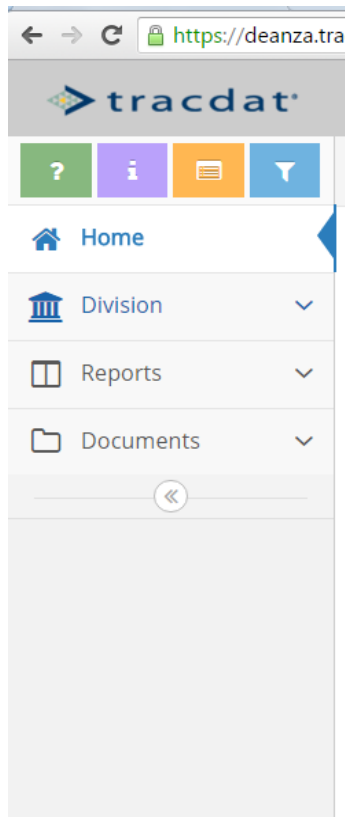 https://deanza.tra
tracdat
? i
Home
Division
Reports
Documents